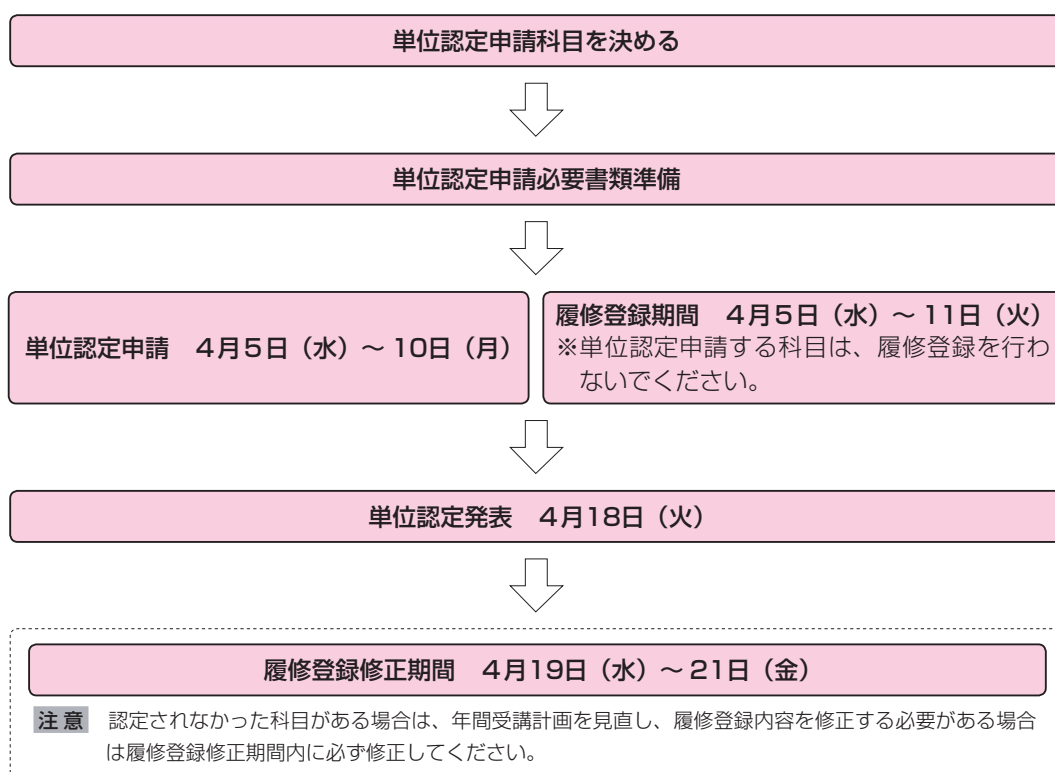 単位認定申請科目を決める
単位認定申請必要書類準備
単位認定申請　4月5日（水）～10日（月）
履修登録期間　4月5日（水）～11日（火）
※単位認定申請する科目は、履修登録を行わ
ないでください。
単位認定発表　4月18日（火）
履修登録修正期間　4月19日（水）～21日（金）
注意　認定されなかった科目がある場合は、年間受講計画を見直し、履修登録内容を修正する必要がある場合
は履修登録修正期間内に必ず修正してください。